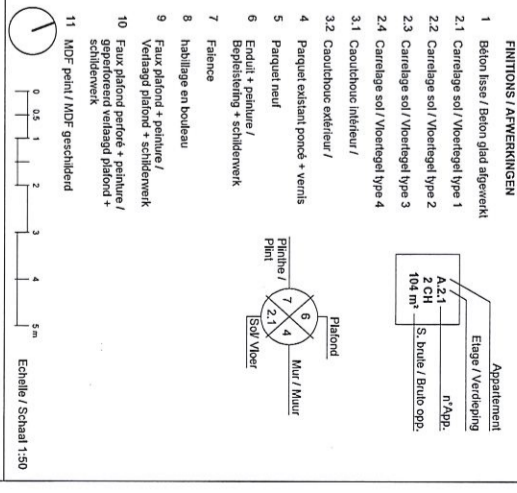 FINITIONS / AFWERKINGEN
1 Béton lisse / Beton glad afgewerkt
2.1 Carrelage sol / Vloertegel type 1
2.2 Carrelage sol / Vloertegel type 2
2.3 Carrelage sol / Vloertegel type 3
2.4 Carrelage sol / Vloertegel type 4
3.1 Caoutchouc intérieur /
3.2 Caoutchouc extérieur /
4 Parquet existant poncé + vernis
5 Parquet neuf
6 Enduit + peinture /
Bepleistering + schilderwerk
7 Faïence
8 habillage en bouleau
9 Faux plafond + peinture /
Verlaagd plafond + schilderwerk
10 Faux plafond perforé + peinture /
geperforeerd verlaagd plafond +
schilderwerk
11 MDF peint / MDF geschilderd
Appartement
Etage / Verdieping
n°App.
S. brute / Bruto opp.
A.2.1
2 CH
104 m²
Plafond
Mur / Muur
Plinthe /
Plint
Sol/ Vloer
6
7
4
2.1
0 0.5 1 2 3 4 5 m
Echelle / Schaal 1:50